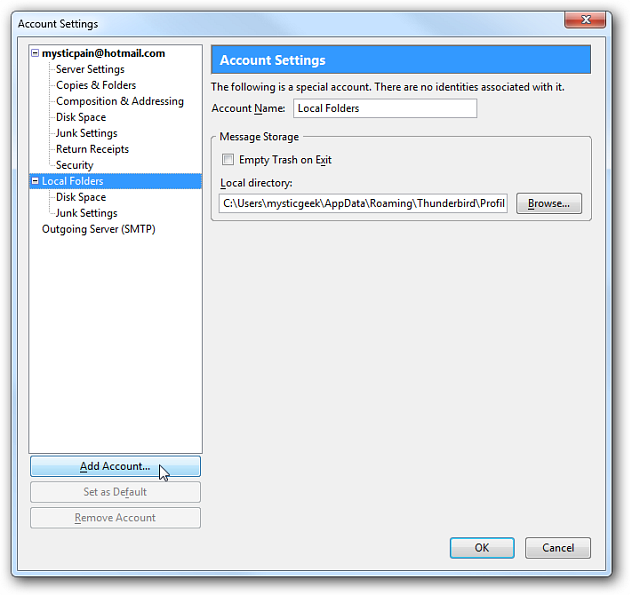 Account Settings
mysticpain@hotmail.com
Server Settings
Copies & Folders
Composition & Addressing
Disk Space
Junk Settings
Return Receipts
Security
Local Folders
Disk Space
Junk Settings
Outgoing Server (SMTP)
Add Account...
Set as Default
Remove Account
Account Settings
The following is a special account. There are no identities associated with it.
Account Name: Local Folders
Message Storage
Empty Trash on Exit
Local directory:
C:\Users\mysticgeek\AppData\Roaming\Thunderbird\Profil Browse...
OK Cancel